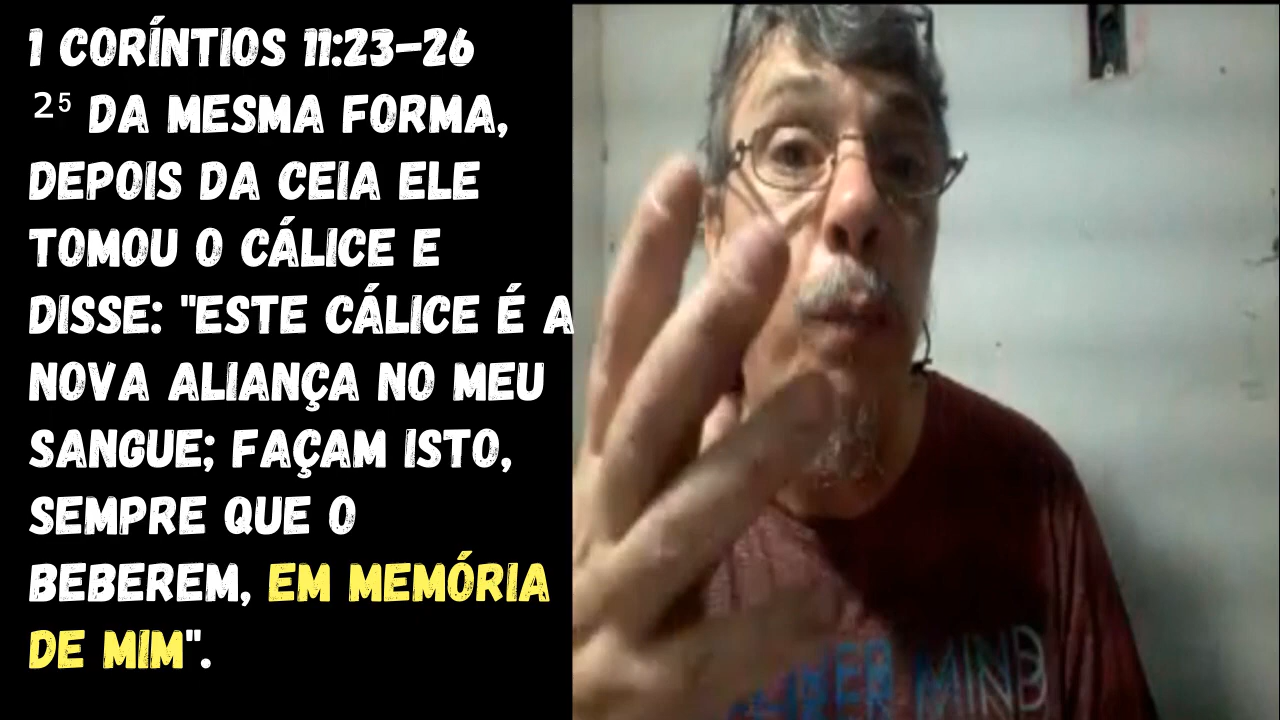 1 CORÍNTIOS 11:23-26
²⁵ DA MESMA FORMA,
DEPOIS DA CEIA ELE
TOMOU O CÁLICE E
DISSE: "ESTE CÁLICE É A
NOVA ALIANÇA NO MEU
SANGUE; FAÇAM ISTO,
SEMPRE QUE O
BEBEREM, EM MEMÓRIA
DE MIM".
MIND